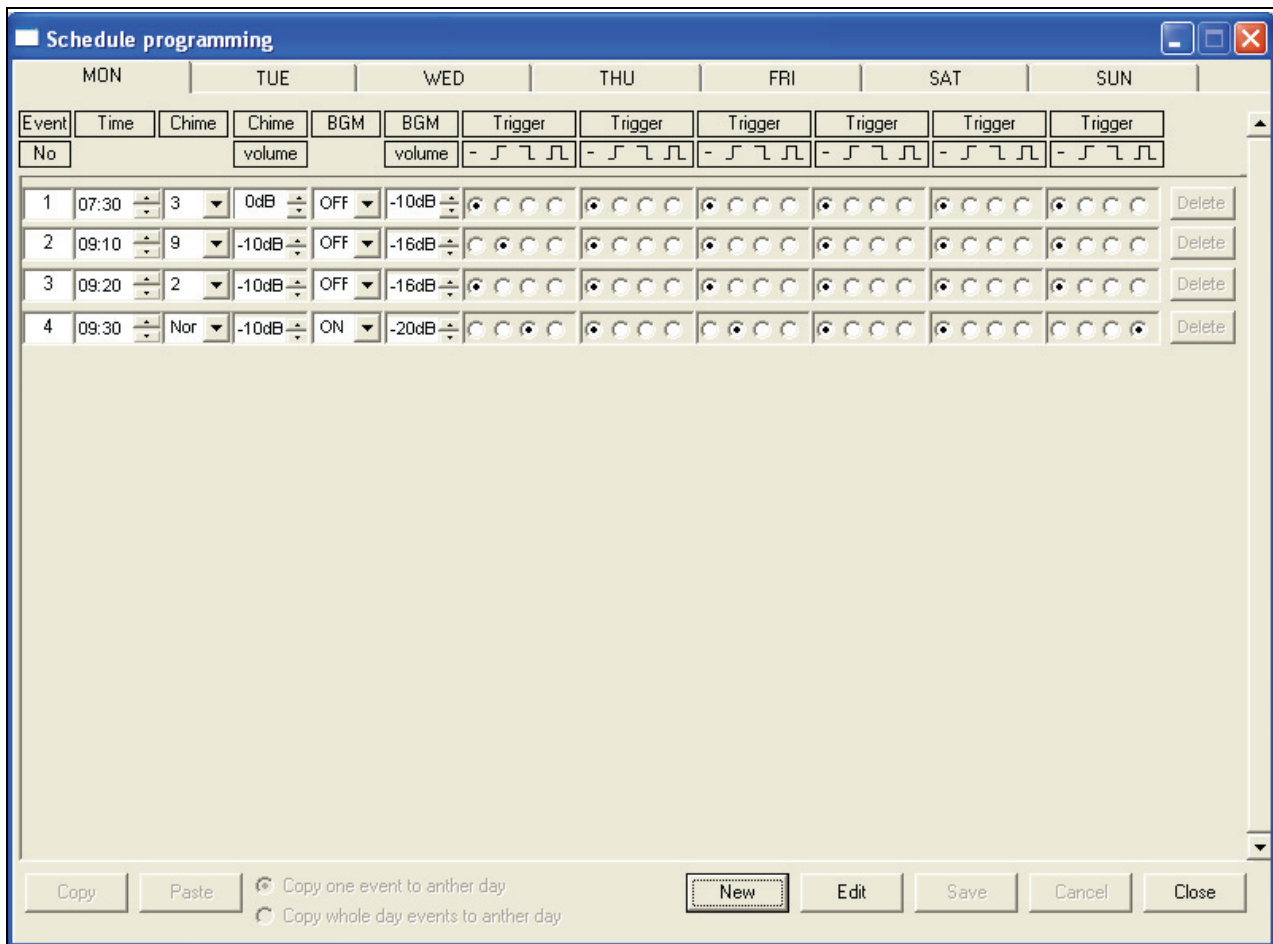 Schedule programming
MON TUE WED THU FRI SAT SUN
Event Time Chime Chime BGM BGM Trigger Trigger Trigger Trigger Trigger Trigger
No volume volume - - - - - -
1 07:30 3 0dB OFF -10dB Delete
2 09:10 9 -10dB OFF -16dB Delete
3 09:20 2 -10dB OFF -16dB Delete
4 09:30 Nor -10dB ON -20dB Delete
Copy Paste Copy one event to anther day New Edit Save Cancel Close
Copy whole day events to anther day